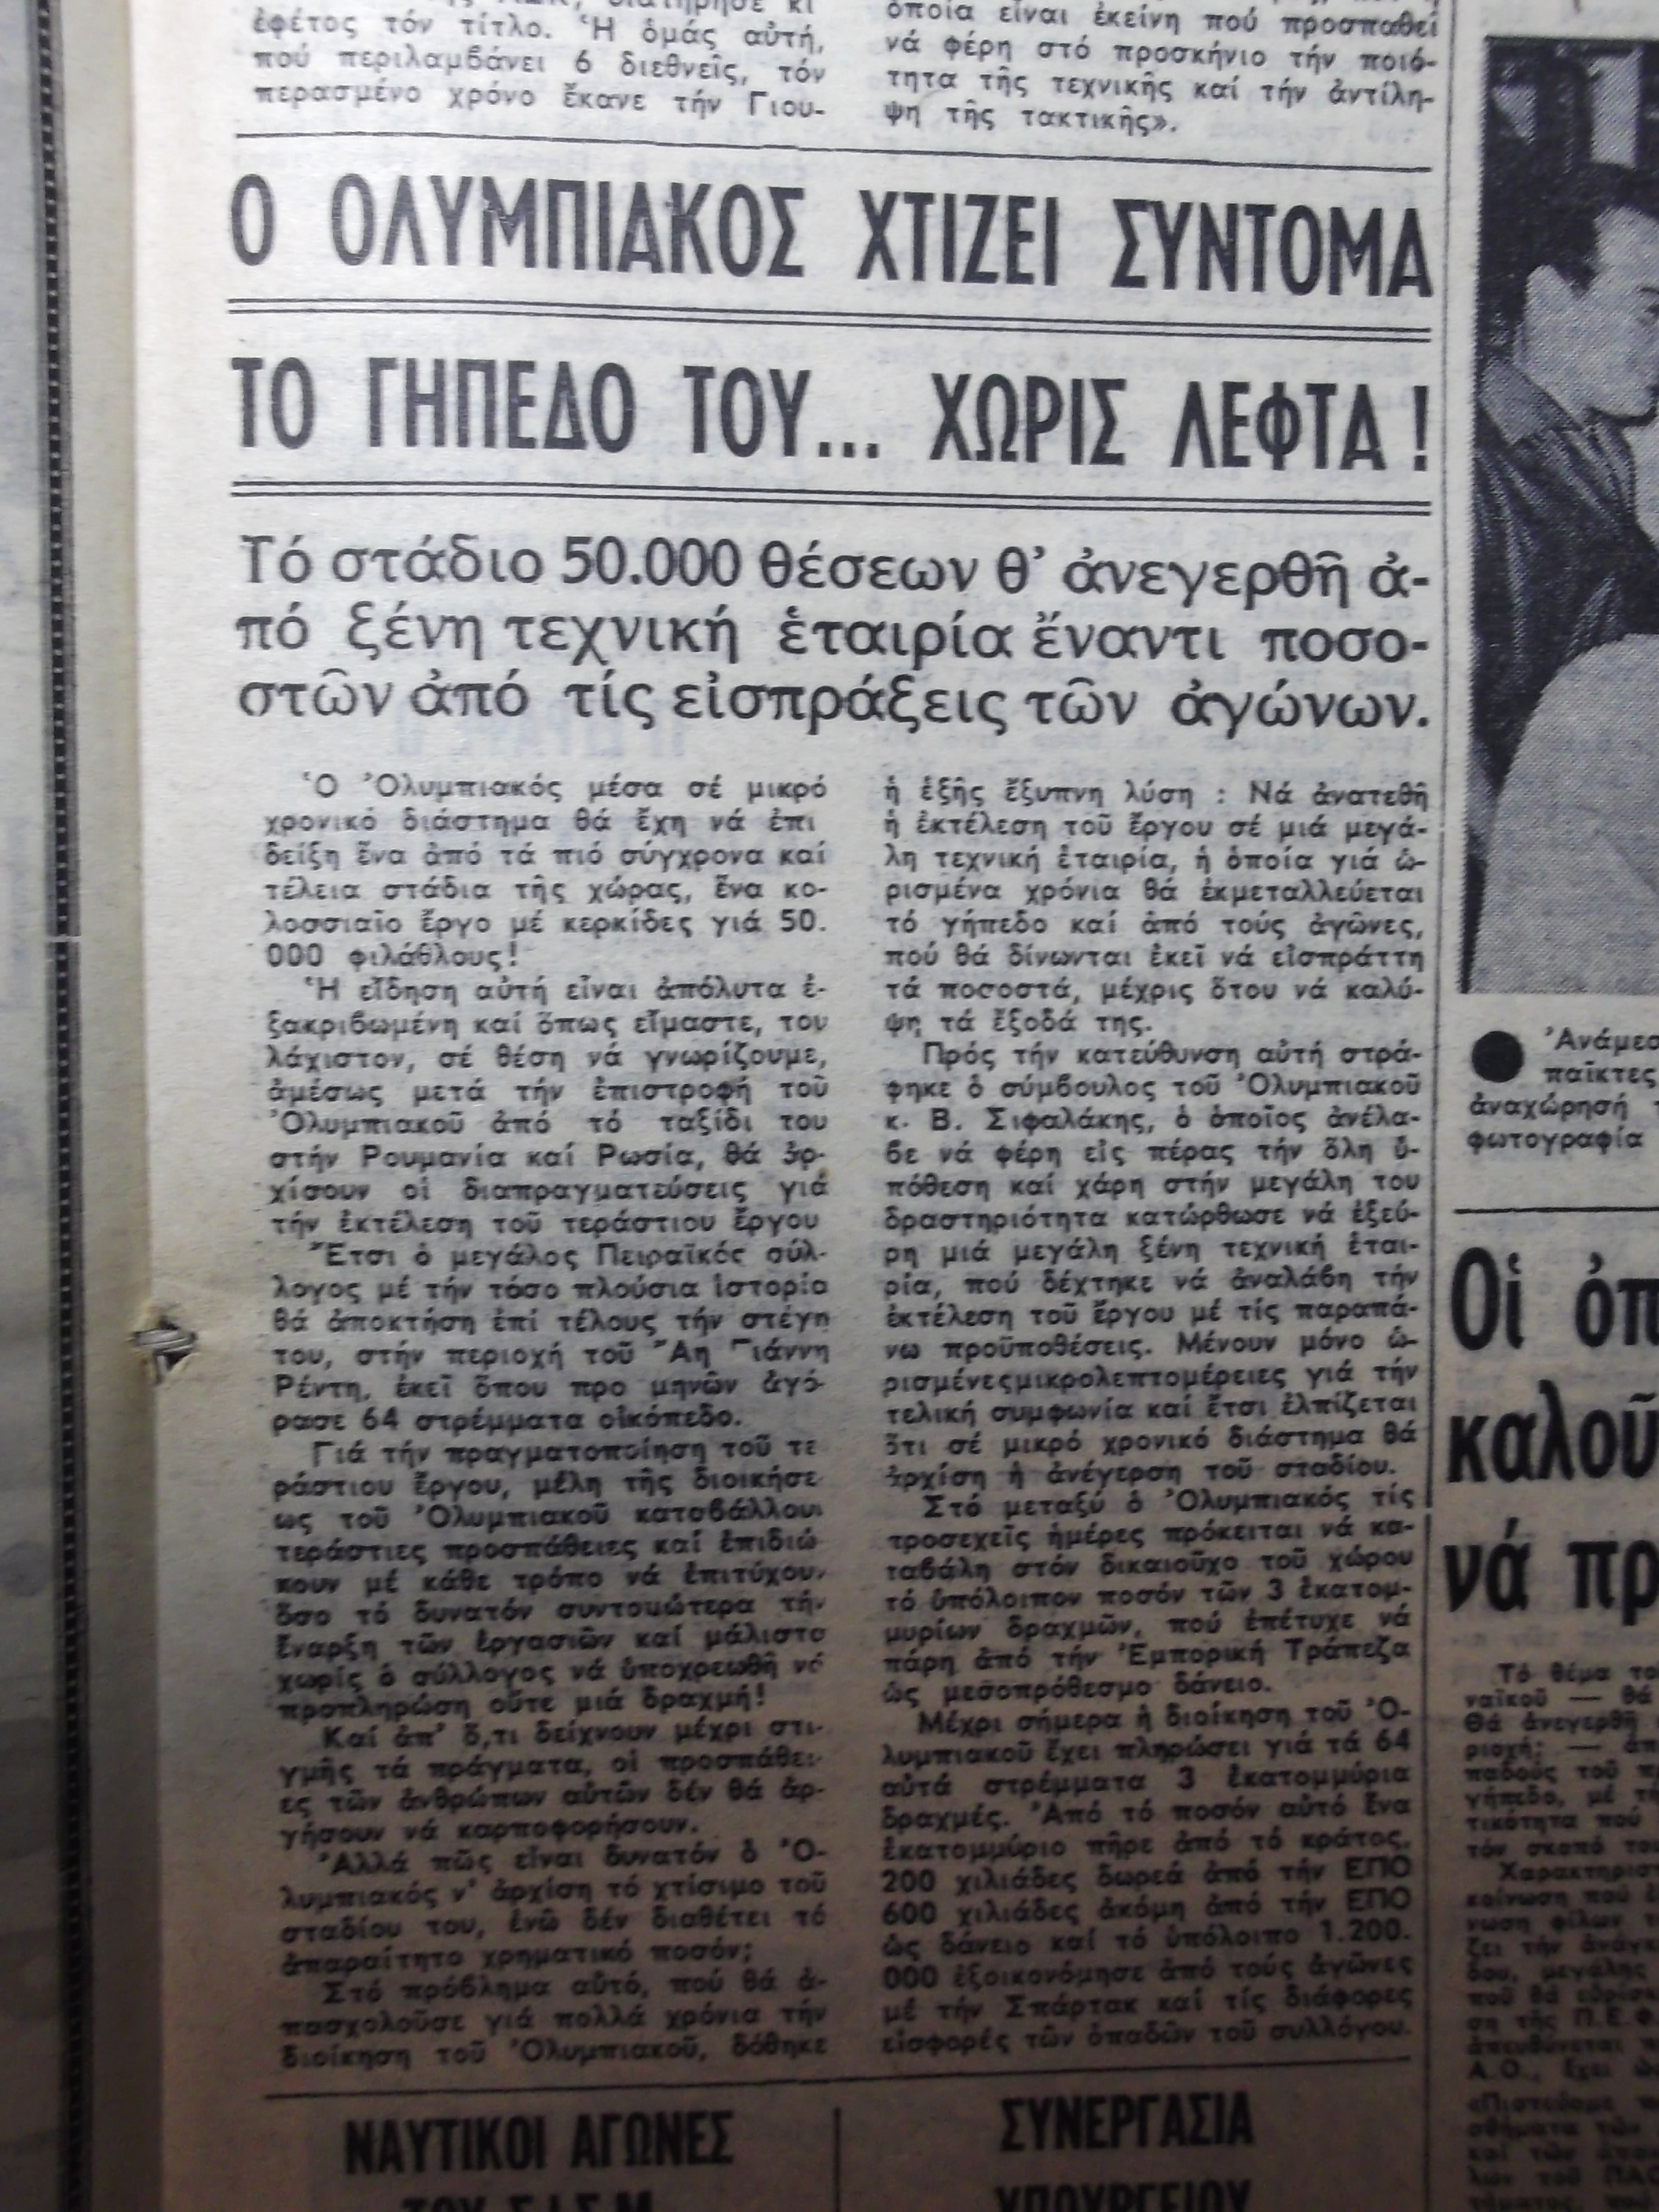 ἐφέτος τόν τίτλο. Ἡ ὁμάς αὐτή,
πού περιλαμβάνει 6 διεθνεῖς, τόν
περασμένο χρόνο ἔκανε τήν Γιου-
ὁποία εἶναι ἐκείνη πού προσπαθεῖ
νά φέρη στό προσκήνιο τήν ποιό-
τητα τῆς τεχνικῆς καί τήν ἀντίλη-
ψη τῆς τακτικῆς».
Ο ΟΛΥΜΠΙΑΚΟΣ ΧΤΙΖΕΙ ΣΥΝΤΟΜΑ
ΤΟ ΓΗΠΕΔΟ ΤΟΥ... ΧΩΡΙΣ ΛΕΦΤΑ!
Τό στάδιο 50.000 θέσεων θ' ἀνεγερθῆ ἀ-
πό ξένη τεχνική ἑταιρία ἔναντι ποσο-
στῶν ἀπό τίς εἰσπράξεις τῶν ἀγώνων.
Ὁ Ὀλυμπιακός μέσα σέ μικρό
χρονικό διάστημα θά ἔχη νά ἐπι
δείξη ἕνα ἀπό τά πιό σύγχρονα καί
τέλεια στάδια τῆς χώρας, ἕνα κο-
λοσσιαῖο ἔργο μέ κερκίδες γιά 50.
000 φιλάθλους!
Ἡ εἴδηση αὐτή εἶναι ἀπόλυτα ἐ-
ξακριβωμένη καί ὅπως εἴμαστε, του
λάχιστον, σέ θέση νά γνωρίζουμε,
ἀμέσως μετά τήν ἐπιστροφή τοῦ
Ὀλυμπιακοῦ ἀπό τό ταξίδι του
στήν Ρουμανία καί Ρωσία, θά ἀρ-
χίσουν οἱ διαπραγματεύσεις γιά
τήν ἐκτέλεση τοῦ τεράστιου ἔργου
Ἔτσι ὁ μεγάλος Πειραϊκός σύλ-
λογος μέ τήν τόσο πλούσια ἱστορία
θά ἀποκτήση ἐπί τέλους τήν στέγη
του, στήν περιοχή τοῦ Ἅη Γιάννη
Ρέντη, ἐκεῖ ὅπου προ μηνῶν ἀγό-
ρασε 64 στρέμματα οἰκόπεδο.
Γιά τήν πραγματοποίηση τοῦ τε
ράστιου ἔργου, μέλη τῆς διοικήσε
ως τοῦ Ὀλυμπιακοῦ καταβάλλουν
τεράστιες προσπάθειες καί ἐπιδιώ
κουν μέ κάθε τρόπο νά ἐπιτύχουν
ὅσο τό δυνατόν συντομώτερα τήν
ἔναρξη τῶν ἐργασιῶν καί μάλιστα
χωρίς ὁ σύλλογος νά ὑποχρεωθῆ νά
προπληρώση οὔτε μιά δραχμή!
Καί ἀπ' ὅ,τι δείχνουν μέχρι στι-
γμῆς τά πράγματα, οἱ προσπάθει-
ες τῶν ἀνθρώπων αὐτῶν δέν θά ἀρ-
γήσουν νά καρποφορήσουν.
Ἀλλά πῶς εἶναι δυνατόν ὁ Ὀ-
λυμπιακός ν' ἀρχίση τό χτίσιμο τοῦ
σταδίου του, ἐνῶ δέν διαθέτει τό
ἀπαραίτητο χρηματικό ποσόν;
Στό πρόβλημα αὐτό, πού θά ἀ-
πασχολοῦσε γιά πολλά χρόνια τήν
διοίκηση τοῦ Ὀλυμπιακοῦ, δόθηκε
ἡ ἑξῆς ἔξυπνη λύση : Νά ἀνατεθῆ
ἡ ἐκτέλεση τοῦ ἔργου σέ μιά μεγά-
λη τεχνική ἑταιρία, ἡ ὁποία γιά ὡ-
ρισμένα χρόνια θά ἐκμεταλλεύεται
τό γήπεδο καί ἀπό τούς ἀγῶνες,
πού θά δίνωνται ἐκεῖ νά εἰσπράττη
τά ποσοστά, μέχρις ὅτου νά καλύ-
ψη τά ἔξοδά της.
Πρός τήν κατεύθυνση αὐτή στρά-
φηκε ὁ σύμβουλος τοῦ Ὀλυμπιακοῦ
κ. Β. Σιφαλάκης, ὁ ὁποῖος ἀνέλα-
βε νά φέρη εἰς πέρας τήν ὅλη ὑ-
πόθεση καί χάρη στήν μεγάλη του
δραστηριότητα κατώρθωσε νά ἐξεύ-
ρη μιά μεγάλη ξένη τεχνική ἑται-
ρία, πού δέχτηκε νά ἀναλάβη τήν
ἐκτέλεση τοῦ ἔργου μέ τίς παραπά-
νω προϋποθέσεις. Μένουν μόνο ὡ-
ρισμένες μικρολεπτομέρειες γιά τήν
τελική συμφωνία καί ἔτσι ἐλπίζεται
ὅτι σέ μικρό χρονικό διάστημα θά
ἀρχίση ἡ ἀνέγερση τοῦ σταδίου.
Στό μεταξύ ὁ Ὀλυμπιακός τίς
προσεχεῖς ἡμέρες πρόκειται νά κα-
ταβάλη στόν δικαιοῦχο τοῦ χώρου
τό ὑπόλοιπον ποσόν τῶν 3 ἑκατομ-
μυρίων δραχμῶν, πού ἐπέτυχε νά
πάρη ἀπό τήν Ἐμπορική Τράπεζα
ὡς μεσοπρόθεσμο δάνειο.
Μέχρι σήμερα ἡ διοίκηση τοῦ Ὀ-
λυμπιακοῦ ἔχει πληρώσει γιά τά 64
αὐτά στρέμματα 3 ἑκατομμύρια
δραχμές. Ἀπό τό ποσόν αὐτό ἕνα
ἑκατομμύριο πῆρε ἀπό τό κράτος,
200 χιλιάδες δωρεά ἀπό τήν ΕΠΟ
600 χιλιάδες ἀκόμη ἀπό τήν ΕΠΟ
ὡς δάνειο καί τό ὑπόλοιπο 1.200.
000 ἐξοικονόμησε ἀπό τούς ἀγῶνες
μέ τήν Σπάρτακ καί τίς διάφορες
εἰσφορές τῶν ὀπαδῶν τοῦ συλλόγου.
ΝΑΥΤΙΚΟΙ ΑΓΩΝΕΣ
ΣΥΝΕΡΓΑΣΙΑ
ΥΠΟΥΡΓΕΙΟΥ
παῖκτες
ἀναχώρησή
φωτογραφία
Οἱ
καλοῦ
νά
Τό θέμα